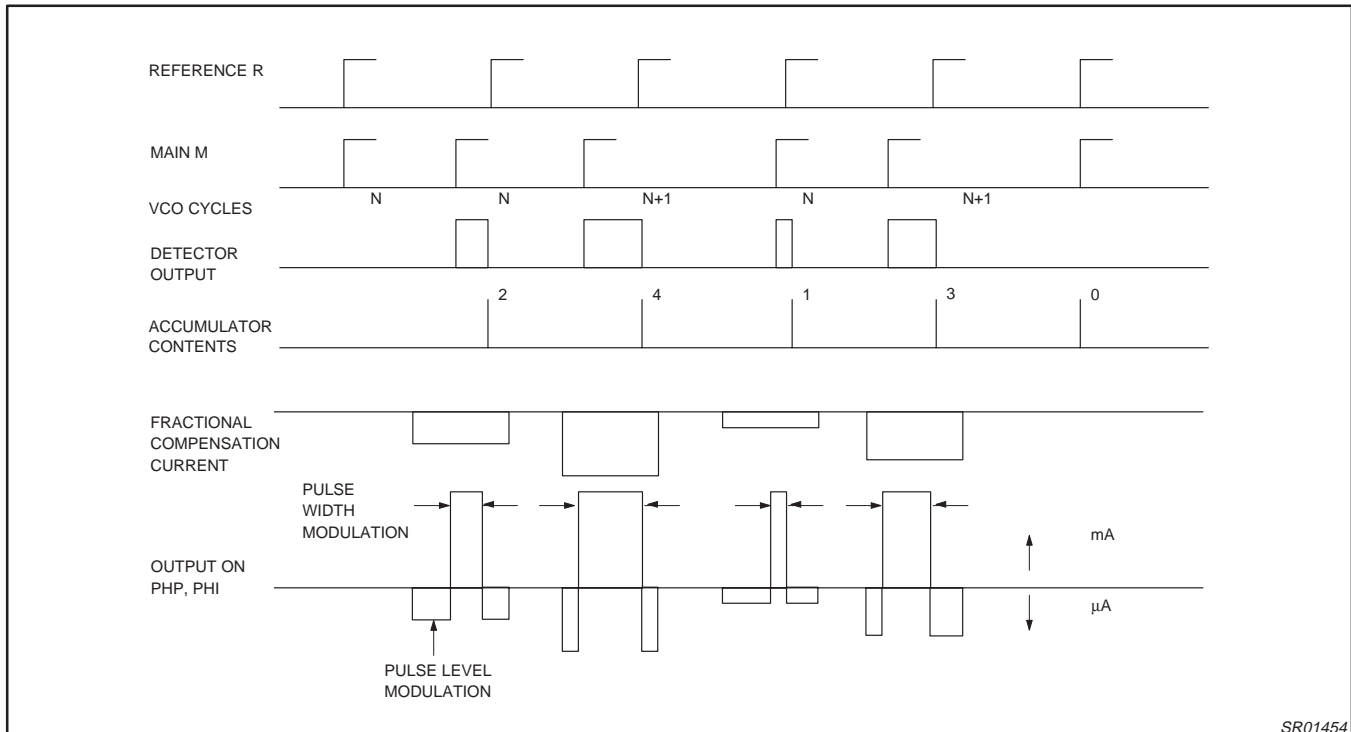 REFERENCE R
MAIN M
N N N+1 N N+1
VCO CYCLES
DETECTOR
OUTPUT
2 4 1 3 0
ACCUMULATOR
CONTENTS
FRACTIONAL
COMPENSATION
CURRENT
PULSE
WIDTH
MODULATION
mA
OUTPUT ON
PHP, PHI
µA
PULSE LEVEL
MODULATION
SR01454